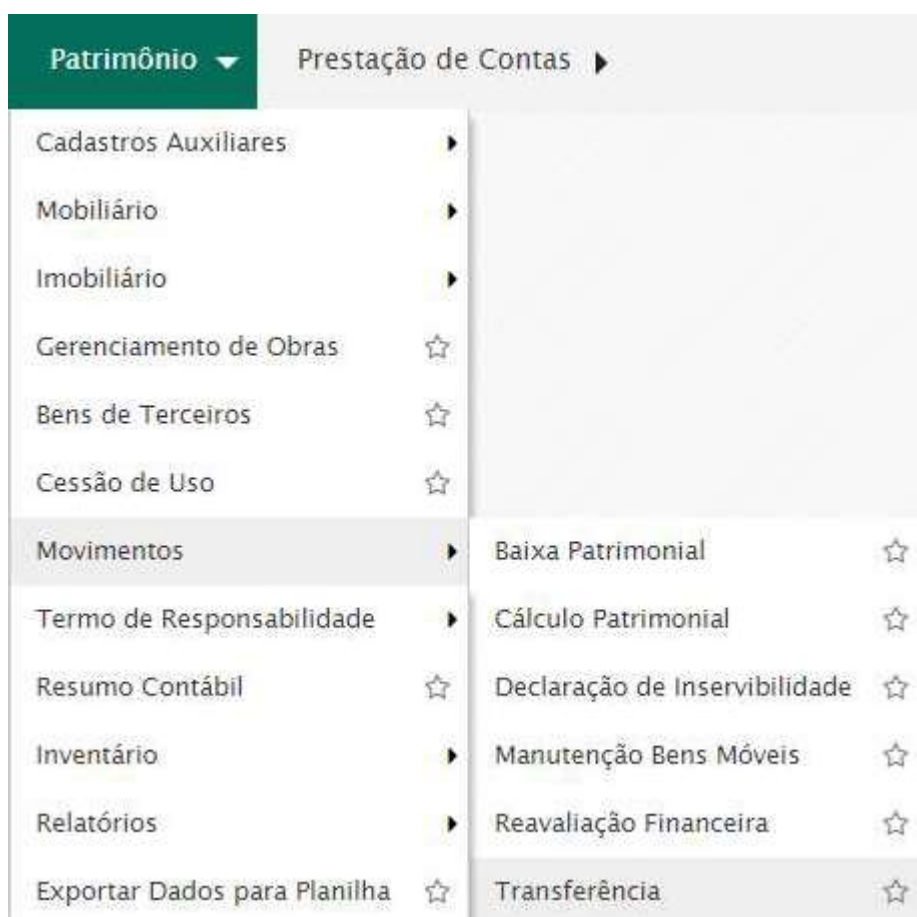 Patrimônio
Prestação de Contas
Cadastros Auxiliares
Mobiliário
Imobiliário
Gerenciamento de Obras
Bens de Terceiros
Cessão de Uso
Movimentos
Baixa Patrimonial
Termo de Responsabilidade
Cálculo Patrimonial
Resumo Contábil
Declaração de Inservibilidade
Inventário
Manutenção Bens Móveis
Relatórios
Reavaliação Financeira
Exportar Dados para Planilha
Transferência